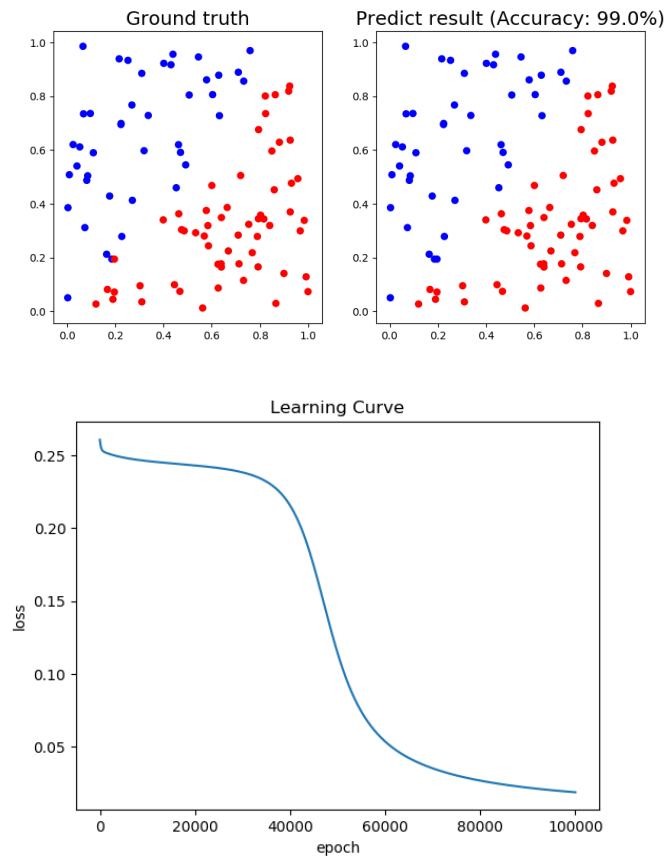 Ground truth
1.0
0.8
0.6
0.4
0.2
0.0
0.0 0.2 0.4 0.6 0.8 1.0
Predict result (Accuracy: 99.0%)
1.0
0.8
0.6
0.4
0.2
0.0
0.0 0.2 0.4 0.6 0.8 1.0
Learning Curve
loss
0.25
0.20
0.15
0.10
0.05
0 20000 40000 60000 80000 100000
epoch